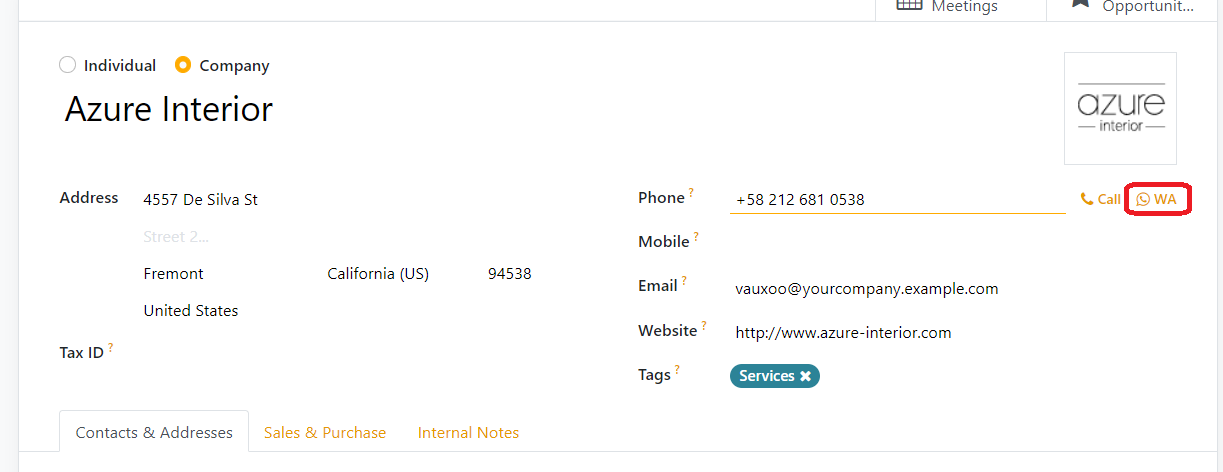 Meetings
Opportunit...
Individual Company
Azure Interior
azure
interior
Address 4557 De Silva St
Street 2...
Fremont California (US) 94538
United States
Tax ID ?
Phone ? +58 212 681 0538 Call WA
Mobile ?
Email ? vauxoo@yourcompany.example.com
Website ? http://www.azure-interior.com
Tags ? Services ✖
Contacts & Addresses Sales & Purchase Internal Notes